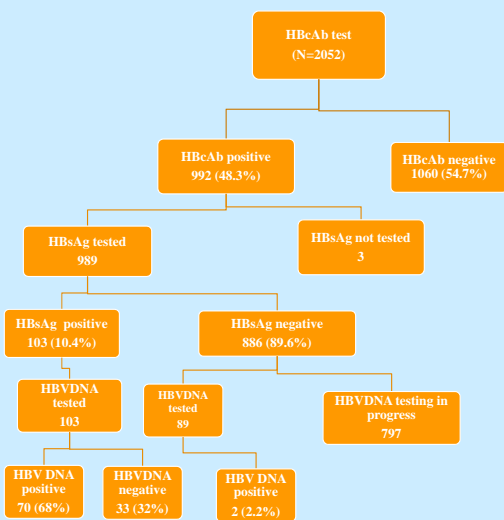 HBcAb test
(N=2052)
HBcAb positive
992 (48.3%)
HBcAb negative
1060 (54.7%)
HBsAg tested
989
HBsAg not tested
3
HBsAg positive
103 (10.4%)
HBsAg negative
886 (89.6%)
HBVDNA
tested
103
HBVDNA
tested
89
HBVDNA testing in
progress
797
HBV DNA
positive
70 (68%)
HBVDNA
negative
33 (32%)
HBV DNA
positive
2 (2.2%)